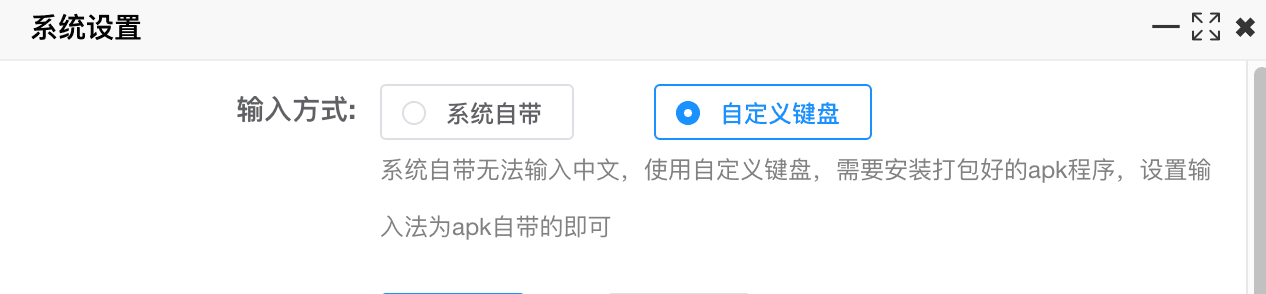 系统设置
输入方式: 系统自带 自定义键盘
系统自带无法输入中文，使用自定义键盘，需要安装打包好的apk程序，设置输
入法为apk自带的即可